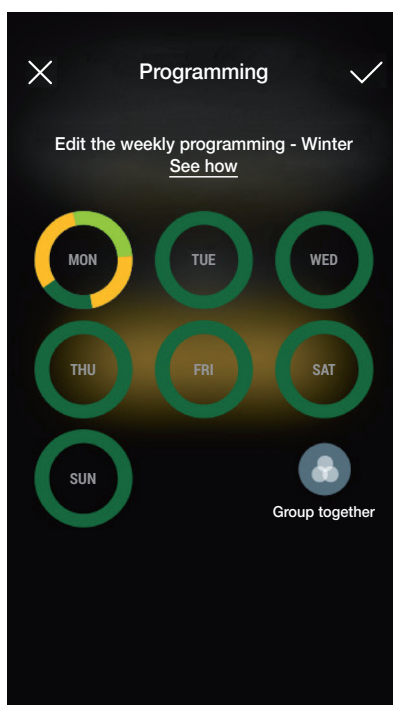 Programming
Edit the weekly programming - Winter
See how
MON TUE WED
THU FRI SAT
SUN
Group together